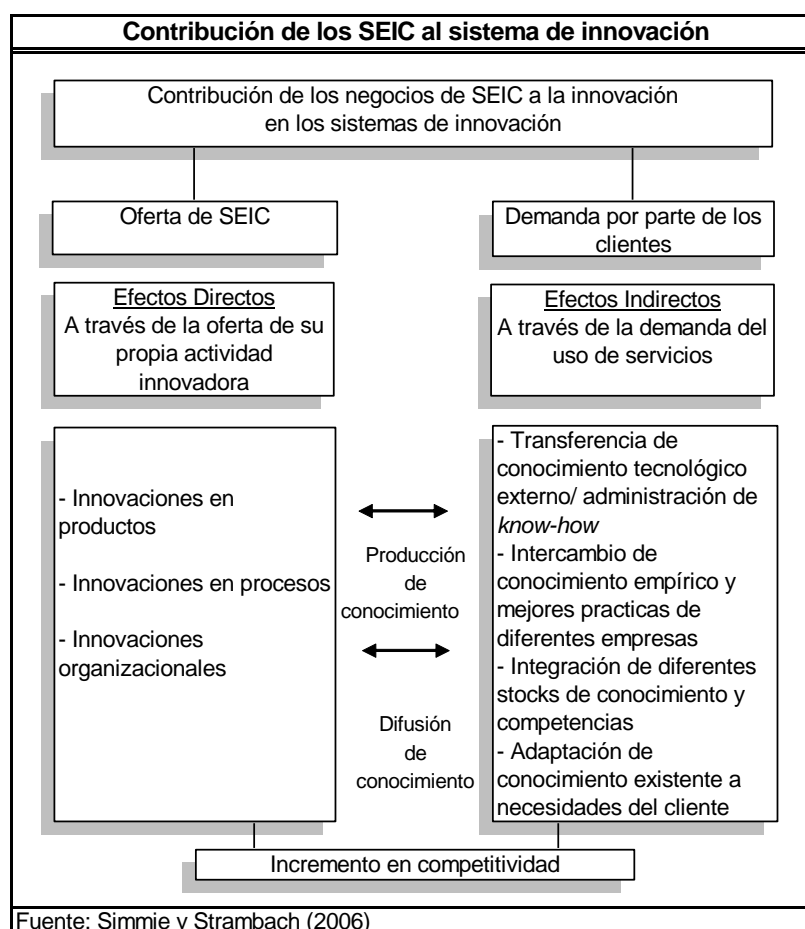 Contribución de los SEIC al sistema de innovación
Contribución de los negocios de SEIC a la innovación
en los sistemas de innovación
Oferta de SEIC
Demanda por parte de los
clientes
Efectos Directos
A través de la oferta de su
propia actividad
innovadora
Efectos Indirectos
A través de la demanda del
uso de servicios
- Innovaciones en
productos
- Innovaciones en procesos
- Innovaciones
organizacionales
Producción
de
conocimiento
Difusión
de
conocimiento
- Transferencia de
conocimiento tecnológico
externo/ administración de
know-how
- Intercambio de
conocimiento empírico y
mejores practicas de
diferentes empresas
- Integración de diferentes
stocks de conocimiento y
competencias
- Adaptación de
conocimiento existente a
necesidades del cliente
Incremento en competitividad
Fuente: Simmie y Strambach (2006)